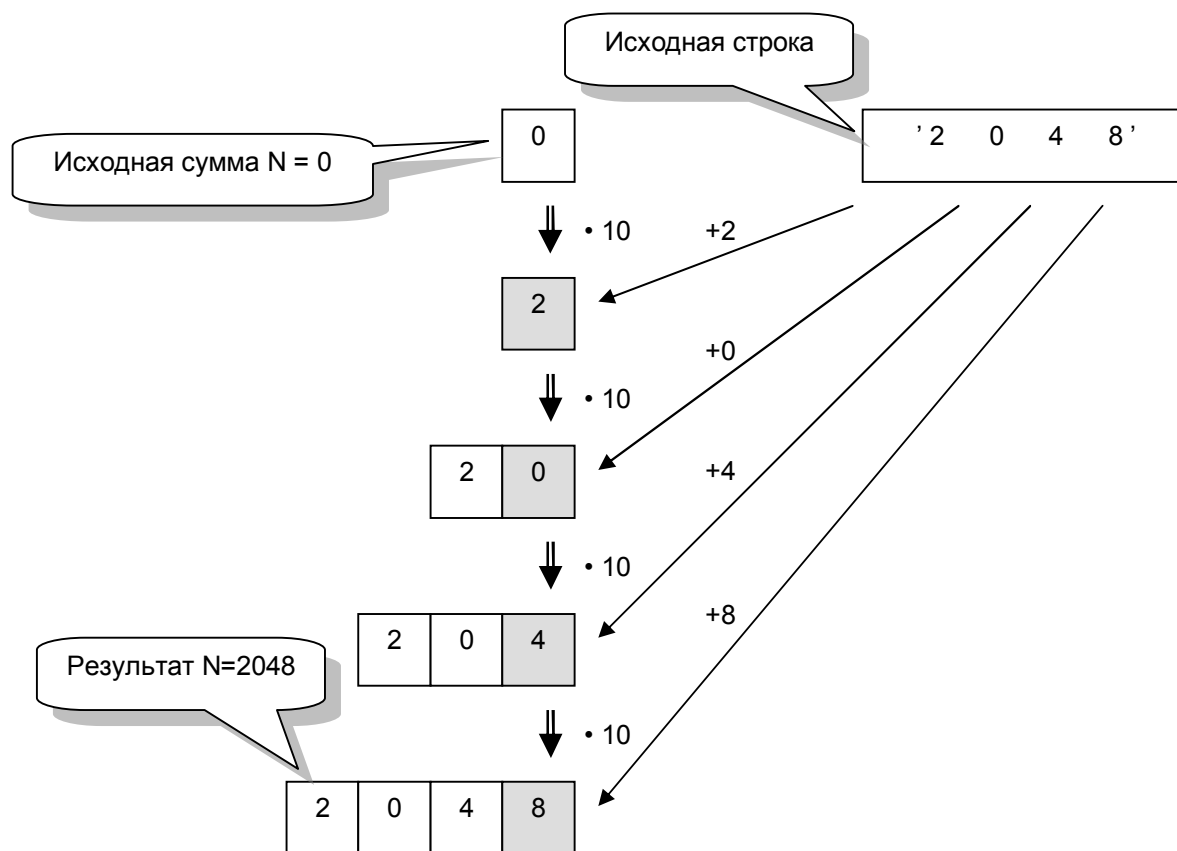 Исходная строка
0
’ 2 0 4 8 ’
Исходная сумма N = 0
• 10
+2
2
+0
• 10
2 0
+4
• 10
+8
2 0 4
Результат N=2048
• 10
2 0 4 8